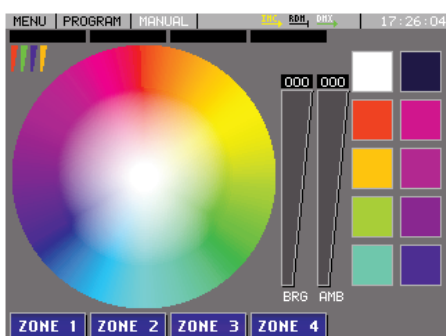 MENU PROGRAM MANUAL INC RDM DMX 17:26:04
000 000
BRG AMB
ZONE 1 ZONE 2 ZONE 3 ZONE 4